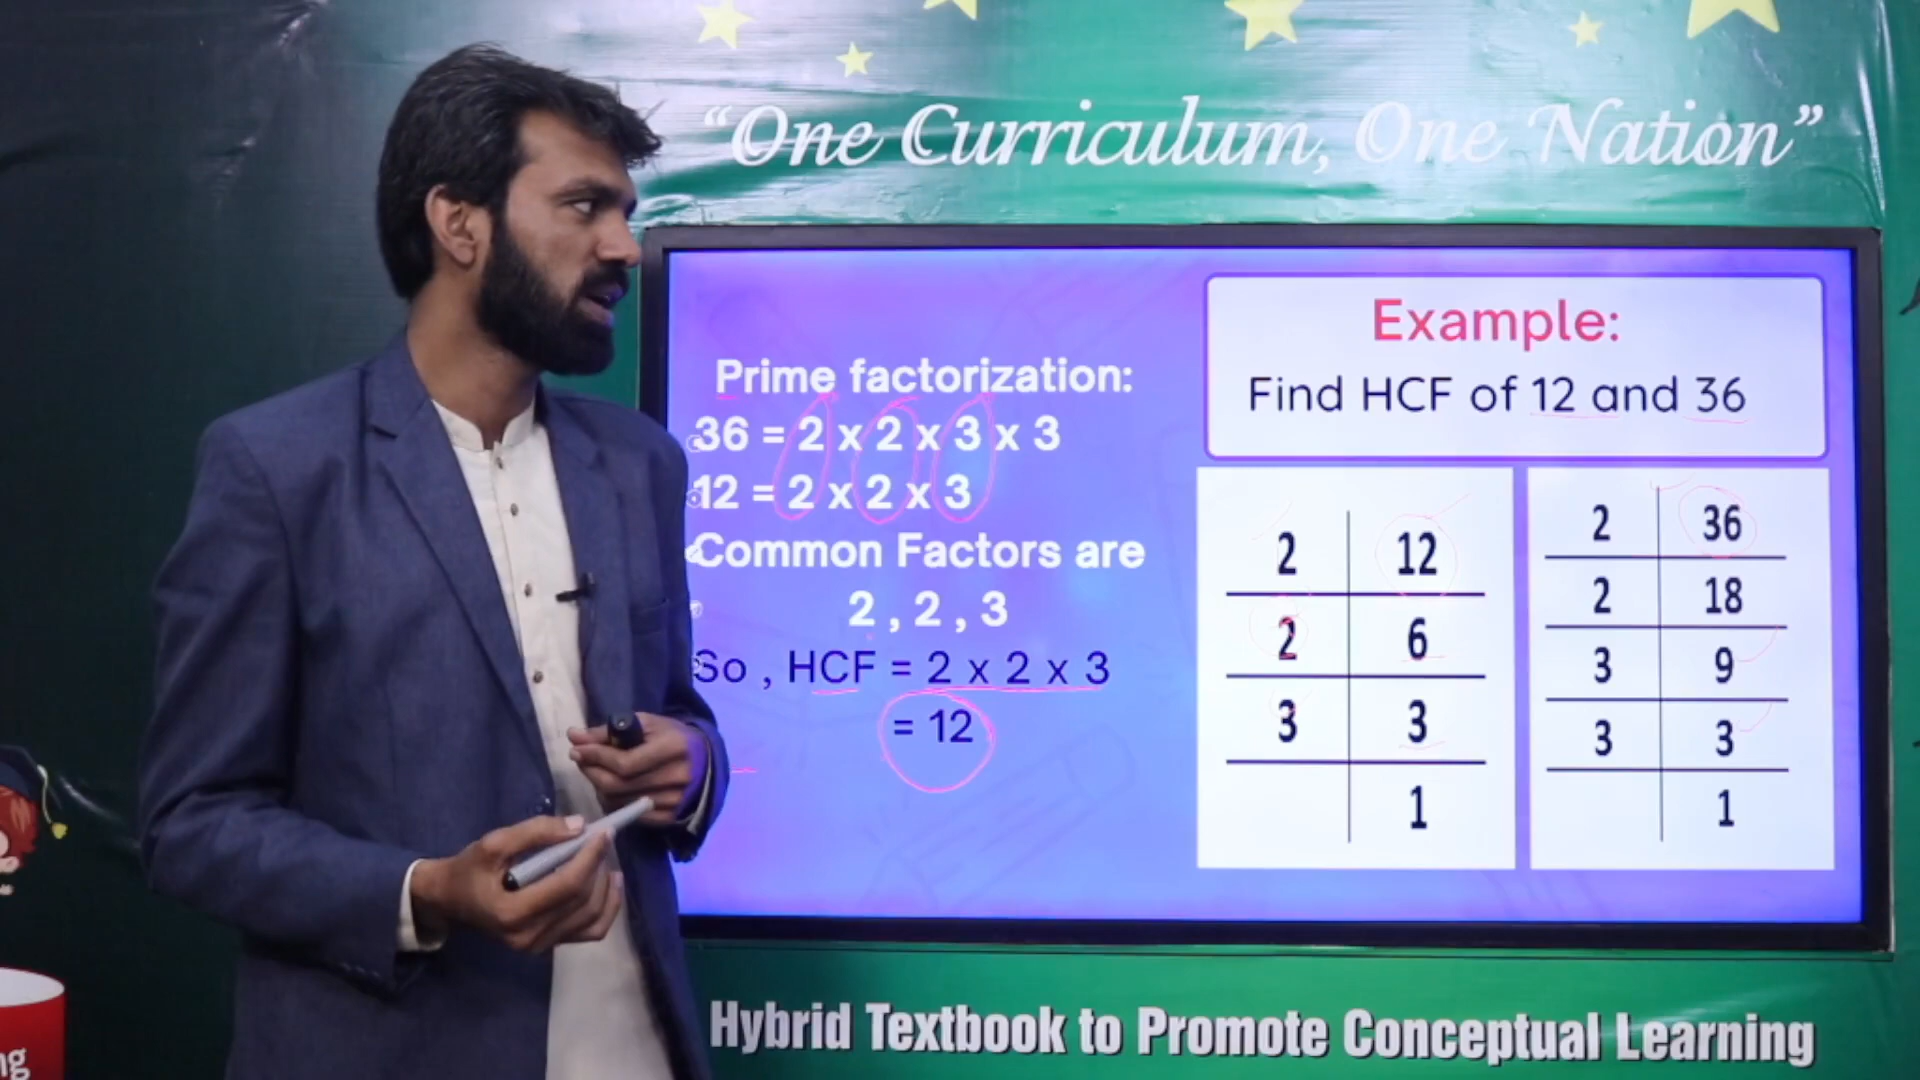 “One Curriculum, One Nation”
Prime factorization:
36 = 2 x 2 x 3 x 3
12 = 2 x 2 x 3
Common Factors are
2 , 2 , 3
So , HCF = 2 x 2 x 3
= 12
Example:
Find HCF of 12 and 36
2 12
2 6
3 3
1
2 36
2 18
3 9
3 3
1
Hybrid Textbook to Promote Conceptual Learning